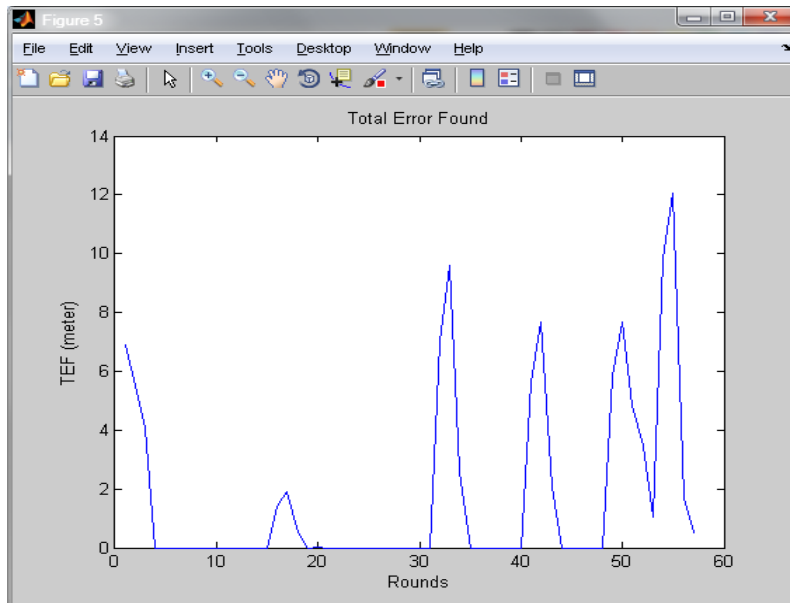 Figure 5
File Edit View Insert Tools Desktop Window Help
Total Error Found
14
12
10
8
6
4
2
0
TEF (meter)
0 10 20 30 40 50 60
Rounds